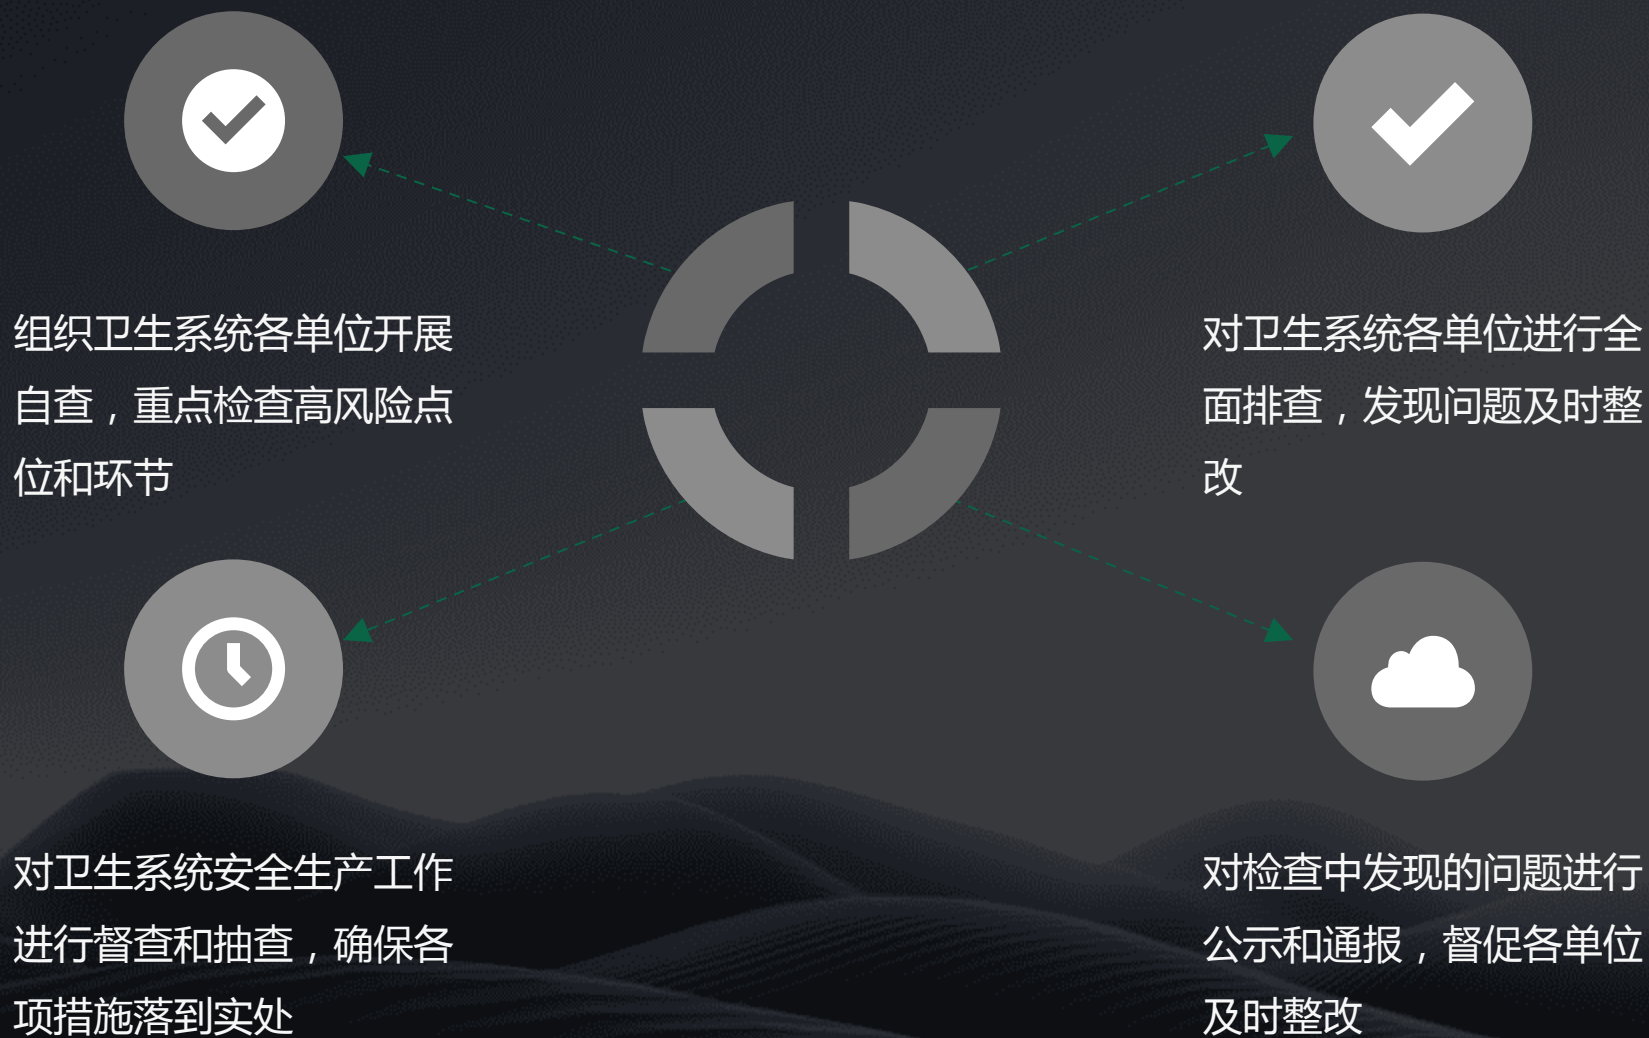 组织卫生系统各单位开展
自查，重点检查高风险点
位和环节
对卫生系统各单位进行全
面排查，发现问题及时整
改
对卫生系统安全生产工作
进行督查和抽查，确保各
项措施落到实处
对检查中发现的问题进行
公示和通报，督促各单位
及时整改